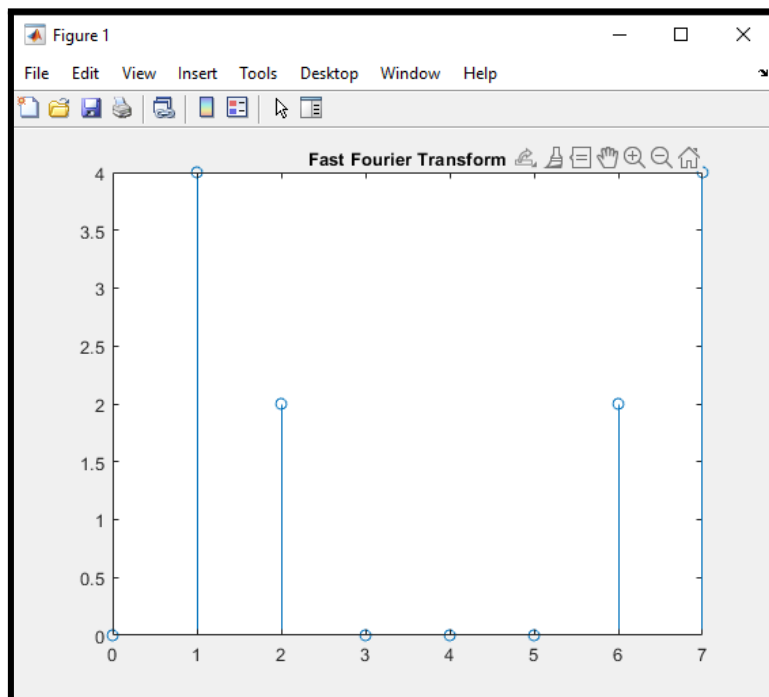 Figure 1
File Edit View Insert Tools Desktop Window Help
Fast Fourier Transform
4
3.5
3
2.5
2
1.5
1
0.5
0
0 1 2 3 4 5 6 7